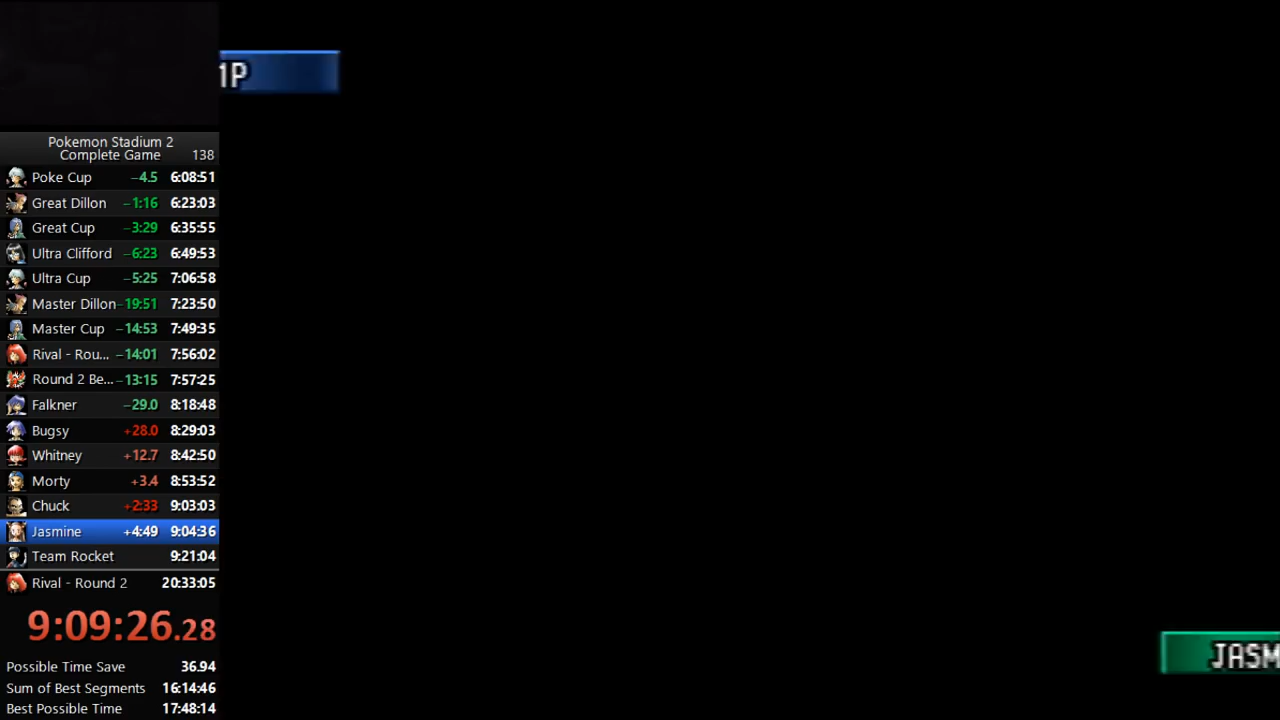 1P
Pokemon Stadium 2
Complete Game 138
Poke Cup −4.5 6:08:51
Great Dillon −1:16 6:23:03
Great Cup −3:29 6:35:55
Ultra Clifford −6:23 6:49:53
Ultra Cup −5:25 7:06:58
Master Dillon −19:51 7:23:50
Master Cup −14:53 7:49:35
Rival - Rou... −14:01 7:56:02
Round 2 Be... −13:15 7:57:25
Falkner −29.0 8:18:48
Bugsy +28.0 8:29:03
Whitney +12.7 8:42:50
Morty +3.4 8:53:52
Chuck +2:33 9:03:03
Jasmine +4:49 9:04:36
Team Rocket 9:21:04
Rival - Round 2 20:33:05
9:09:26.28
JASM
Possible Time Save 36.94
Sum of Best Segments 16:14:46
Best Possible Time 17:48:14